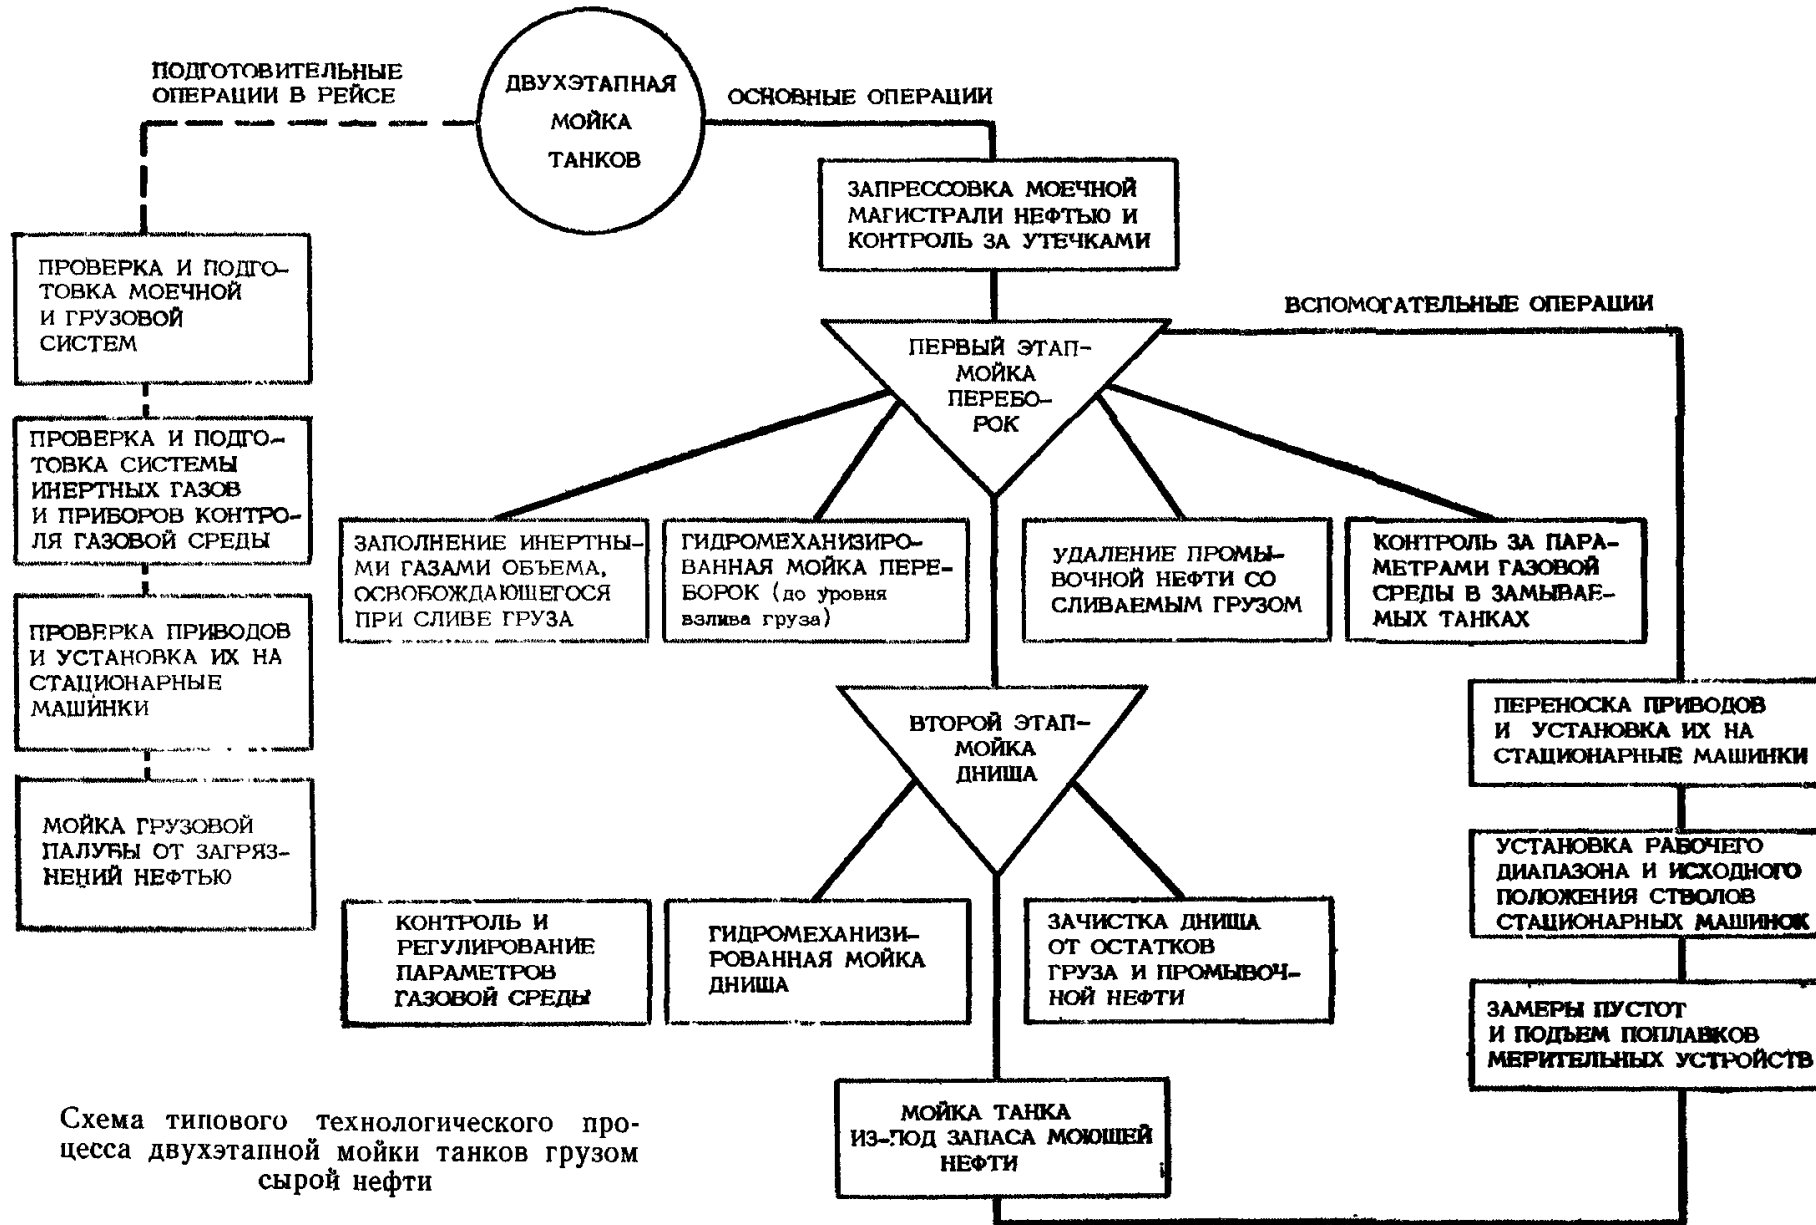 ПОДГОТОВИТЕЛЬНЫЕ
ОПЕРАЦИИ В РЕЙСЕ
ДВУХЭТАПНАЯ
МОЙКА
ТАНКОВ
ОСНОВНЫЕ ОПЕРАЦИИ
ЗАПРЕССОВКА МОЕЧНОЙ
МАГИСТРАЛИ НЕФТЬЮ И
КОНТРОЛЬ ЗА УТЕЧКАМИ
ПРОВЕРКА И ПОДГО-
ТОВКА МОЕЧНОЙ
И ГРУЗОВОЙ
СИСТЕМ
ПРОВЕРКА И ПОДГО-
ТОВКА СИСТЕМЫ
ИНЕРТНЫХ ГАЗОВ
И ПРИБОРОВ КОНТРО-
ЛЯ ГАЗОВОЙ СРЕДЫ
ПРОВЕРКА ПРИВОДОВ
И УСТАНОВКА ИХ НА
СТАЦИОНАРНЫЕ
МАШИНКИ
МОЙКА ГРУЗОВОЙ
ПАЛУБЫ ОТ ЗАГРЯЗ-
НЕНИЙ НЕФТЬЮ
ВСПОМОГАТЕЛЬНЫЕ ОПЕРАЦИИ
ПЕРВЫЙ ЭТАП-
МОЙКА
ПЕРЕБО-
РОК
ЗАПОЛНЕНИЕ ИНЕРТНЫ-
МИ ГАЗАМИ ОБЪЕМА,
ОСВОБОЖДАЮЩЕГОСЯ
ПРИ СЛИВЕ ГРУЗА
ГИДРОМЕХАНИЗИРО-
ВАННАЯ МОЙКА ПЕРЕ-
БОРОК (до уровня
взлива груза)
УДАЛЕНИЕ ПРОМЫ-
ВОЧНОЙ НЕФТИ СО
СЛИВАЕМЫМ ГРУЗОМ
КОНТРОЛЬ ЗА ПАРА-
МЕТРАМИ ГАЗОВОЙ
СРЕДЫ В ЗАМЫВАЕ-
МЫХ ТАНКАХ
ВТОРОЙ ЭТАП-
МОЙКА
ДНИЩА
КОНТРОЛЬ И
РЕГУЛИРОВАНИЕ
ПАРАМЕТРОВ
ГАЗОВОЙ СРЕДЫ
ГИДРОМЕХАНИЗИ-
РОВАННАЯ МОЙКА
ДНИЩА
ЗАЧИСТКА ДНИЩА
ОТ ОСТАТКОВ
ГРУЗА И ПРОМЫВОЧ-
НОЙ НЕФТИ
ПЕРЕНОСКА ПРИВОДОВ
И УСТАНОВКА ИХ НА
СТАЦИОНАРНЫЕ МАШИНКИ
УСТАНОВКА РАБОЧЕГО
ДИАПАЗОНА И ИСХОДНОГО
ПОЛОЖЕНИЯ СТВОЛОВ
СТАЦИОНАРНЫХ МАШИНОК
ЗАМЕРЫ ПУСТОТ
И ПОДЪЕМ ПОПЛАВКОВ
МЕРИТЕЛЬНЫХ УСТРОЙСТВ
МОЙКА ТАНКА
ИЗ-ПОД ЗАПАСА МОЮЩЕЙ
НЕФТИ
Схема типового технологического про-
цесса двухэтапной мойки танков грузом
сырой нефти